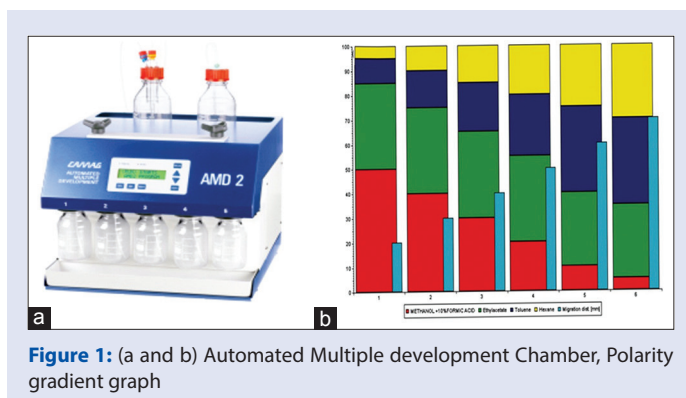 CAMAG
AUTOMATED
MULTIPLE
DEVELOPMENT
AMD 2
1 2 3 4 5
a
100
90
80
70
60
50
40
30
20
10
0
1 2 3 4 5 6
METHANOL +10%FORMIC ACID Ethylacetate Toluene Hexane Migration dist. [mm]
b
Figure 1: (a and b) Automated Multiple development Chamber, Polarity
gradient graph